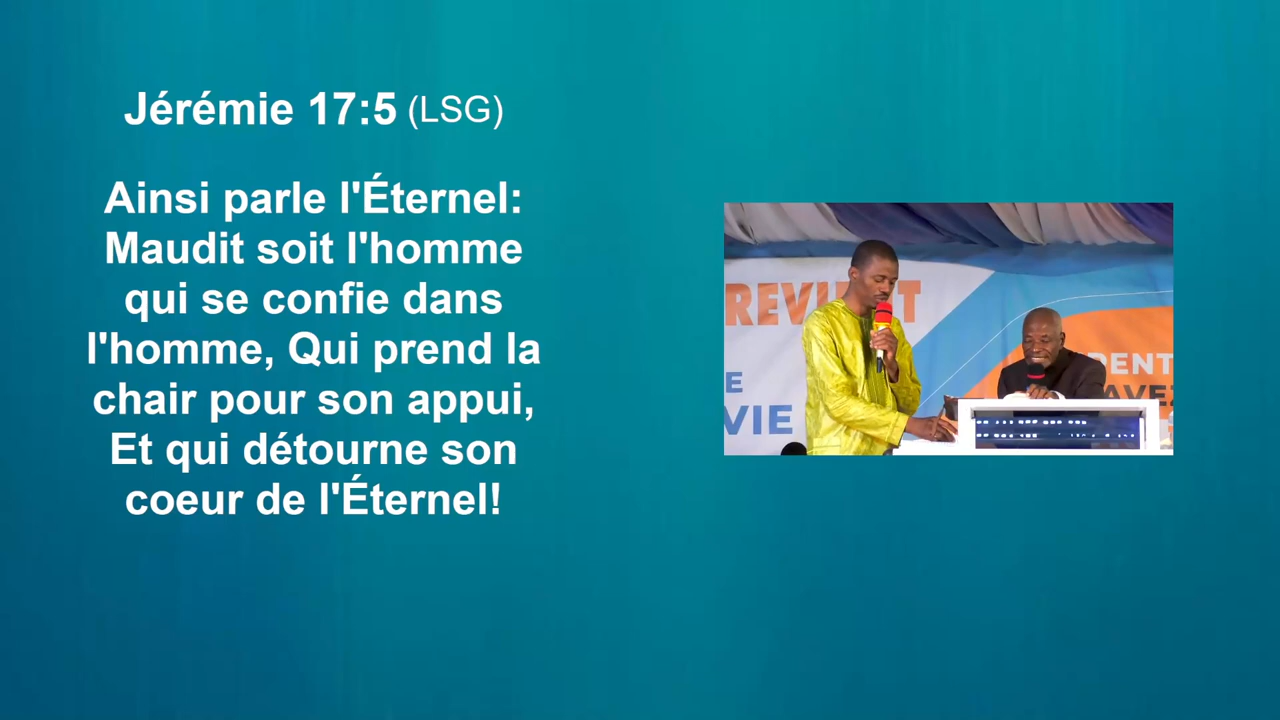 Jérémie 17:5 (LSG)
Ainsi parle l'Éternel:
Maudit soit l'homme
qui se confie dans
l'homme, Qui prend la
chair pour son appui,
Et qui détourne son
coeur de l'Éternel!
E
VIE